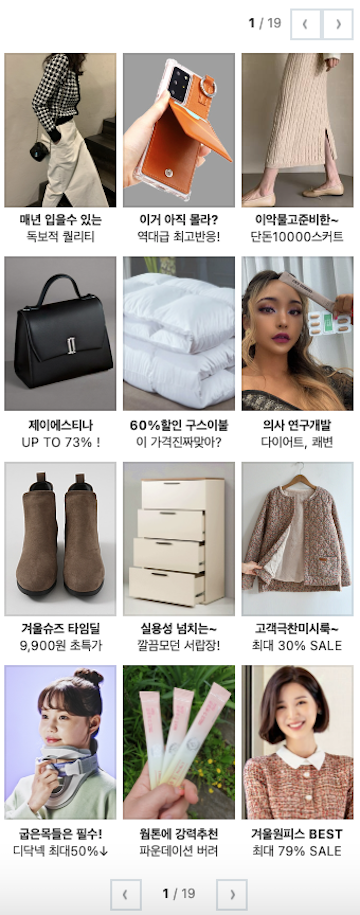 1 / 19
매년 입을수 있는
독보적 퀄리티
이거 아직 몰라?
역대급 최고반응!
이악물고준비한~
단돈10000스커트
제이에스티나
UP TO 73% !
60%할인 구스이불
이 가격진짜맞아?
의사 연구개발
다이어트, 쾌변
겨울슈즈 타임딜
9,900원 초특가
실용성 넘치는~
깔끔모던 서랍장!
고객극찬미시룩~
최대 30% SALE
굽은목들은 필수!
디닥넥 최대50%↓
웜톤에 강력추천
파운데이션 버려
겨울원피스 BEST
최대 79% SALE
1 / 19